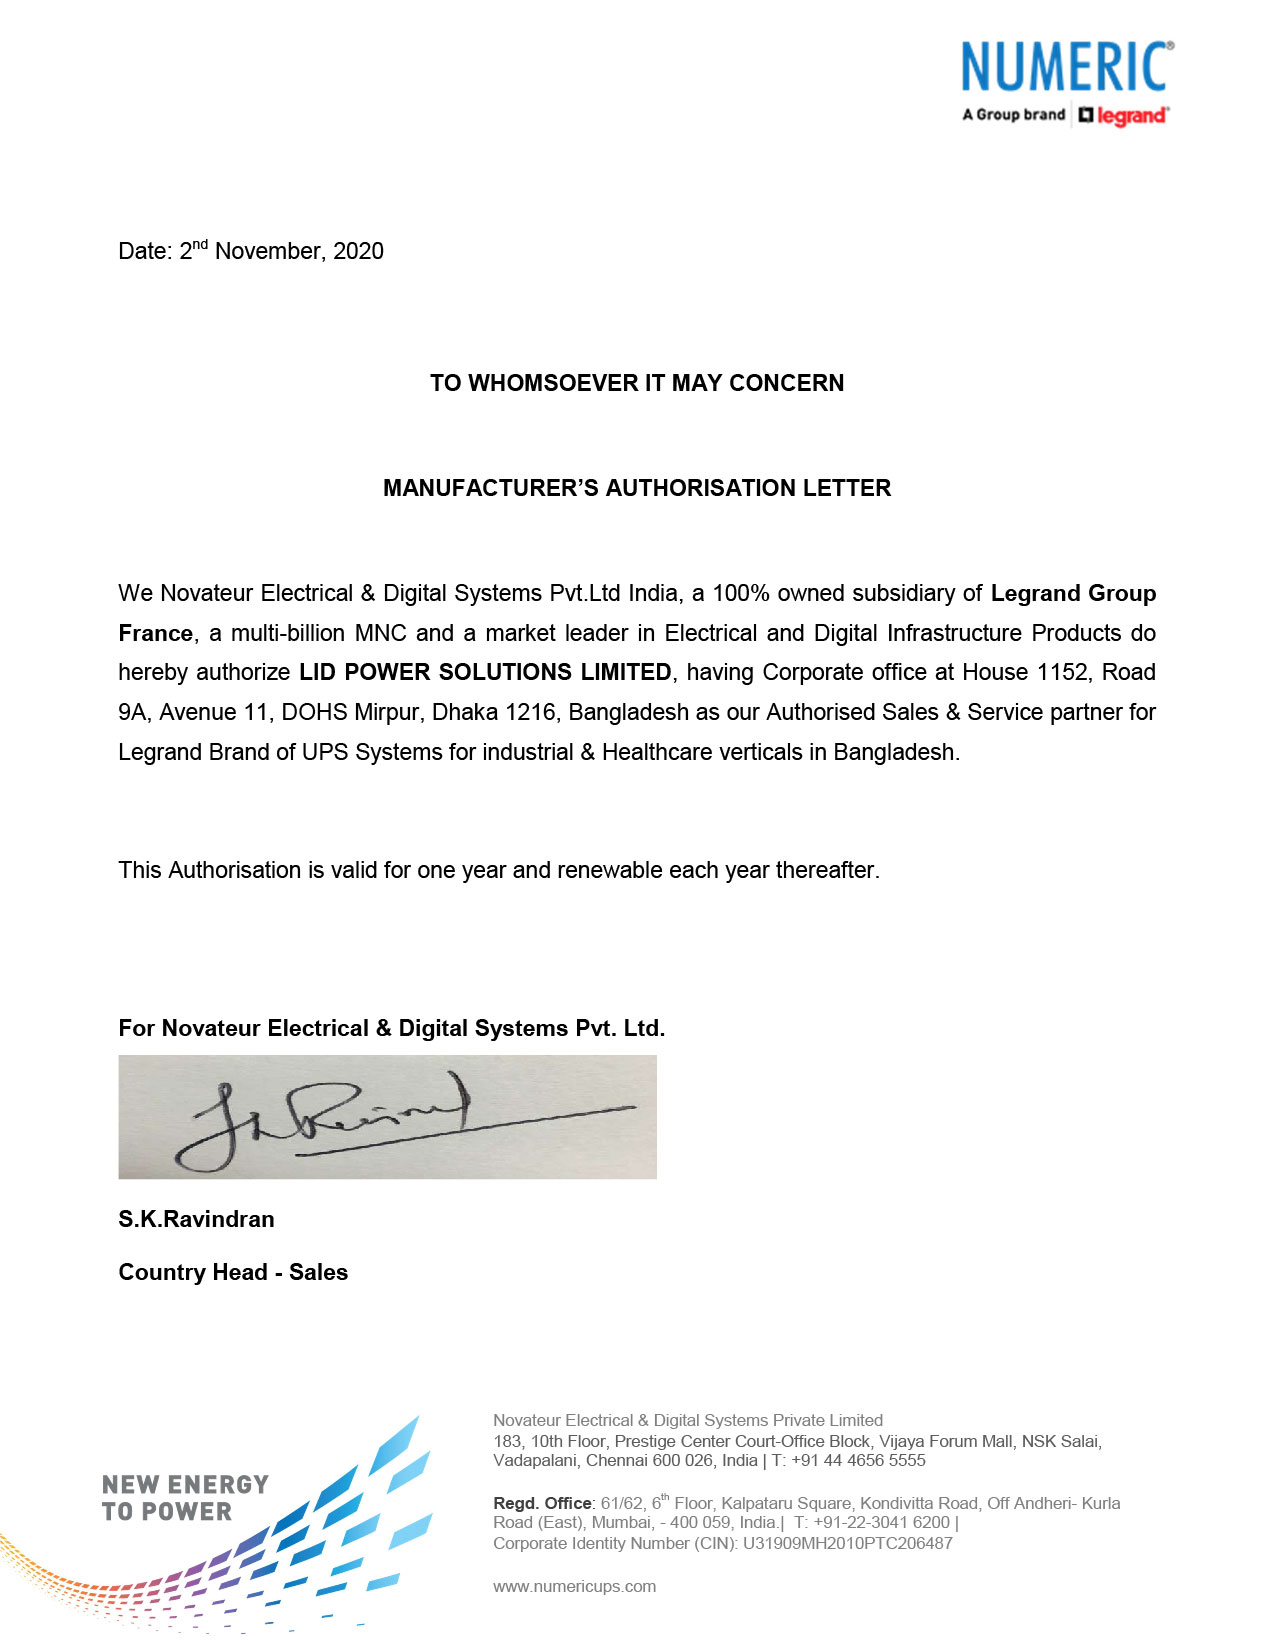 NUMERIC®
A Group brand | legrand®
Date: 2nd November, 2020
TO WHOMSOEVER IT MAY CONCERN
MANUFACTURER’S AUTHORISATION LETTER
We Novateur Electrical & Digital Systems Pvt.Ltd India, a 100% owned subsidiary of Legrand Group
France, a multi-billion MNC and a market leader in Electrical and Digital Infrastructure Products do
hereby authorize LID POWER SOLUTIONS LIMITED, having Corporate office at House 1152, Road
9A, Avenue 11, DOHS Mirpur, Dhaka 1216, Bangladesh as our Authorised Sales & Service partner for
Legrand Brand of UPS Systems for industrial & Healthcare verticals in Bangladesh.
This Authorisation is valid for one year and renewable each year thereafter.
For Novateur Electrical & Digital Systems Pvt. Ltd.
S.K.Ravindran
Country Head - Sales
NEW ENERGY
TO POWER
Novateur Electrical & Digital Systems Private Limited
183, 10th Floor, Prestige Center Court-Office Block, Vijaya Forum Mall, NSK Salai,
Vadapalani, Chennai 600 026, India | T: +91 44 4656 5555
Regd. Office: 61/62, 6th Floor, Kalpataru Square, Kondivitta Road, Off Andheri- Kurla
Road (East), Mumbai, - 400 059, India.| T: +91-22-3041 6200 |
Corporate Identity Number (CIN): U31909MH2010PTC206487
www.numericups.com